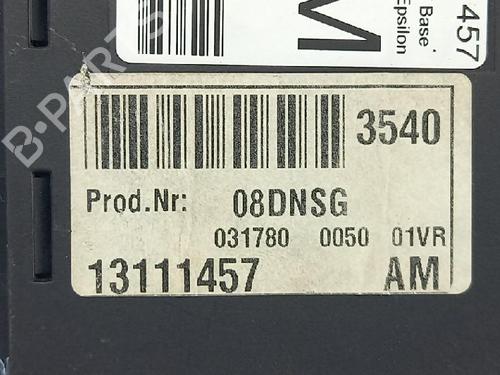 457
Base
Epsilon
M
B-PARTS
3540
Prod.Nr: 08DNSG
031780 0050 01VR
13111457 AM